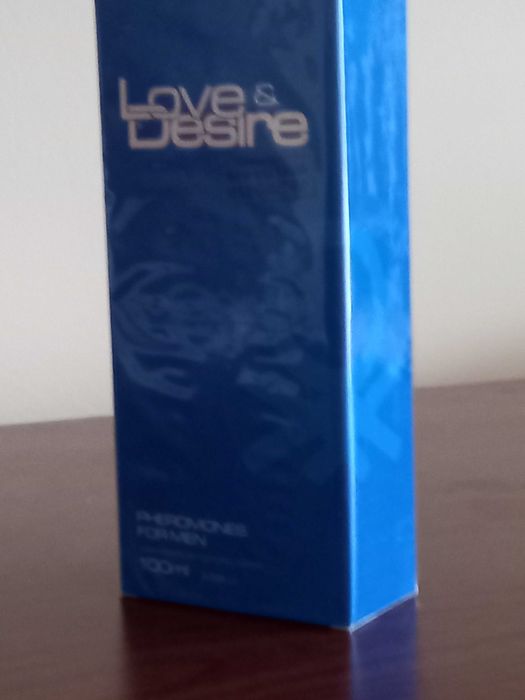 Love &
Desire
PHEROMONES
FOR MEN
100ml